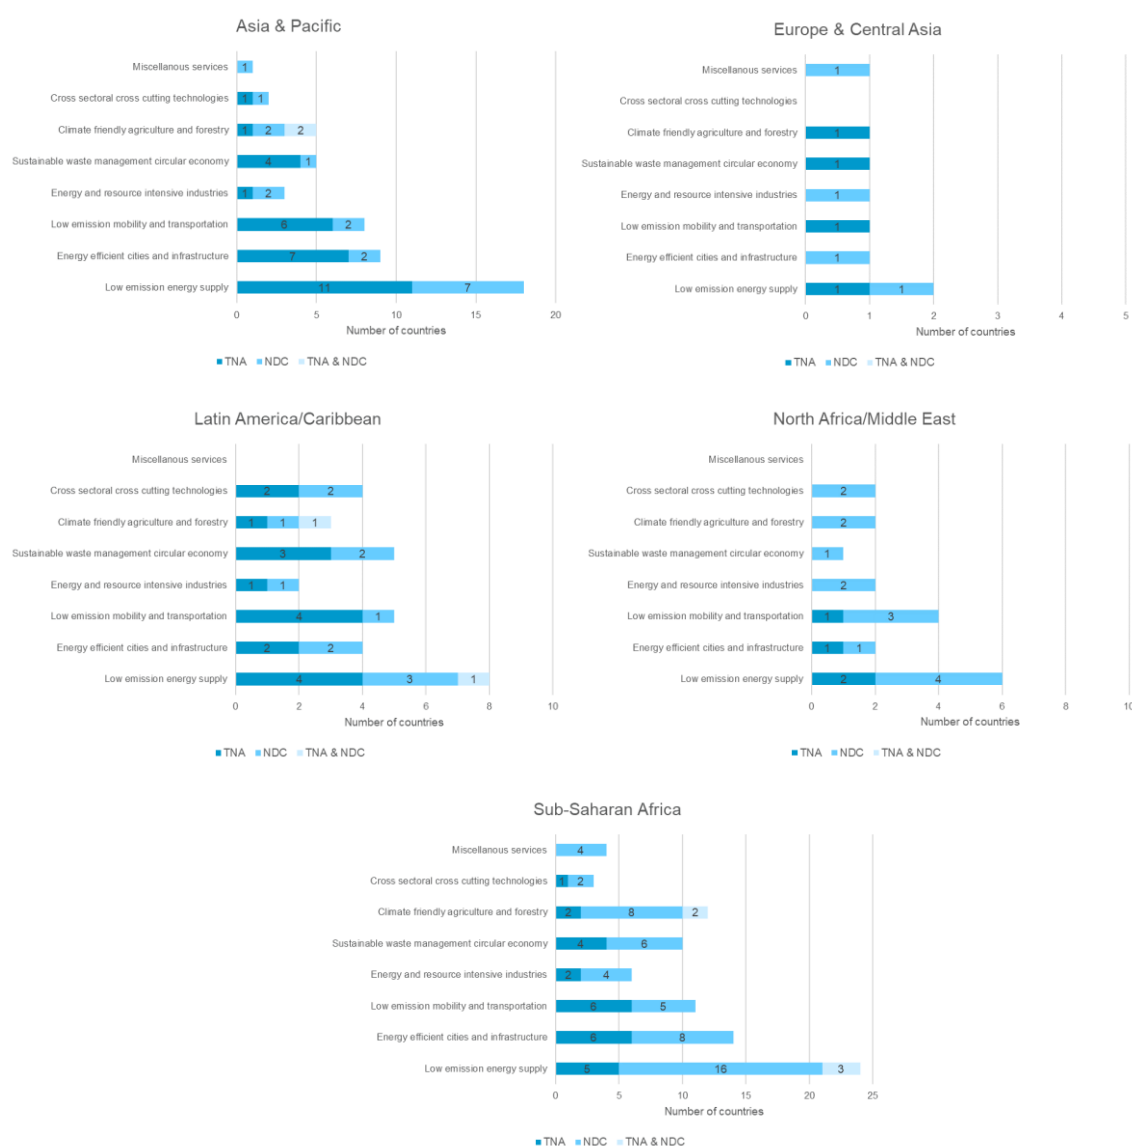 Asia & Pacific
Miscellanous services 1
Cross sectoral cross cutting technologies 1 1
Climate friendly agriculture and forestry 1 2 2
Sustainable waste management circular economy 4 1
Energy and resource intensive industries 1 2
Low emission mobility and transportation 6 2
Energy efficient cities and infrastructure 7 2
Low emission energy supply 11 7
0 5 10 15 20
Number of countries
TNA NDC TNA & NDC
Europe & Central Asia
Miscellanous services 1
Cross sectoral cross cutting technologies
Climate friendly agriculture and forestry 1
Sustainable waste management circular economy 1
Energy and resource intensive industries 1
Low emission mobility and transportation 1
Energy efficient cities and infrastructure 1
Low emission energy supply 1 1
0 1 2 3 4 5
Number of countries
TNA NDC TNA & NDC
Latin America/Caribbean
Miscellanous services
Cross sectoral cross cutting technologies 2 2
Climate friendly agriculture and forestry 1 1 1
Sustainable waste management circular economy 3 2
Energy and resource intensive industries 1 1
Low emission mobility and transportation 4 1
Energy efficient cities and infrastructure 2 2
Low emission energy supply 4 3 1
0 2 4 6 8 10
Number of countries
TNA NDC TNA & NDC
North Africa/Middle East
Miscellanous services
Cross sectoral cross cutting technologies 2
Climate friendly agriculture and forestry 2
Sustainable waste management circular economy 1
Energy and resource intensive industries 2
Low emission mobility and transportation 1 3
Energy efficient cities and infrastructure 1 1
Low emission energy supply 2 4
0 2 4 6 8 10
Number of countries
TNA NDC TNA & NDC
Sub-Saharan Africa
Miscellanous services 4
Cross sectoral cross cutting technologies 1 2
Climate friendly agriculture and forestry 2 8 2
Sustainable waste management circular economy 4 6
Energy and resource intensive industries 2 4
Low emission mobility and transportation 6 5
Energy efficient cities and infrastructure 6 8
Low emission energy supply 5 16 3
0 5 10 15 20 25
Number of countries
TNA NDC TNA & NDC